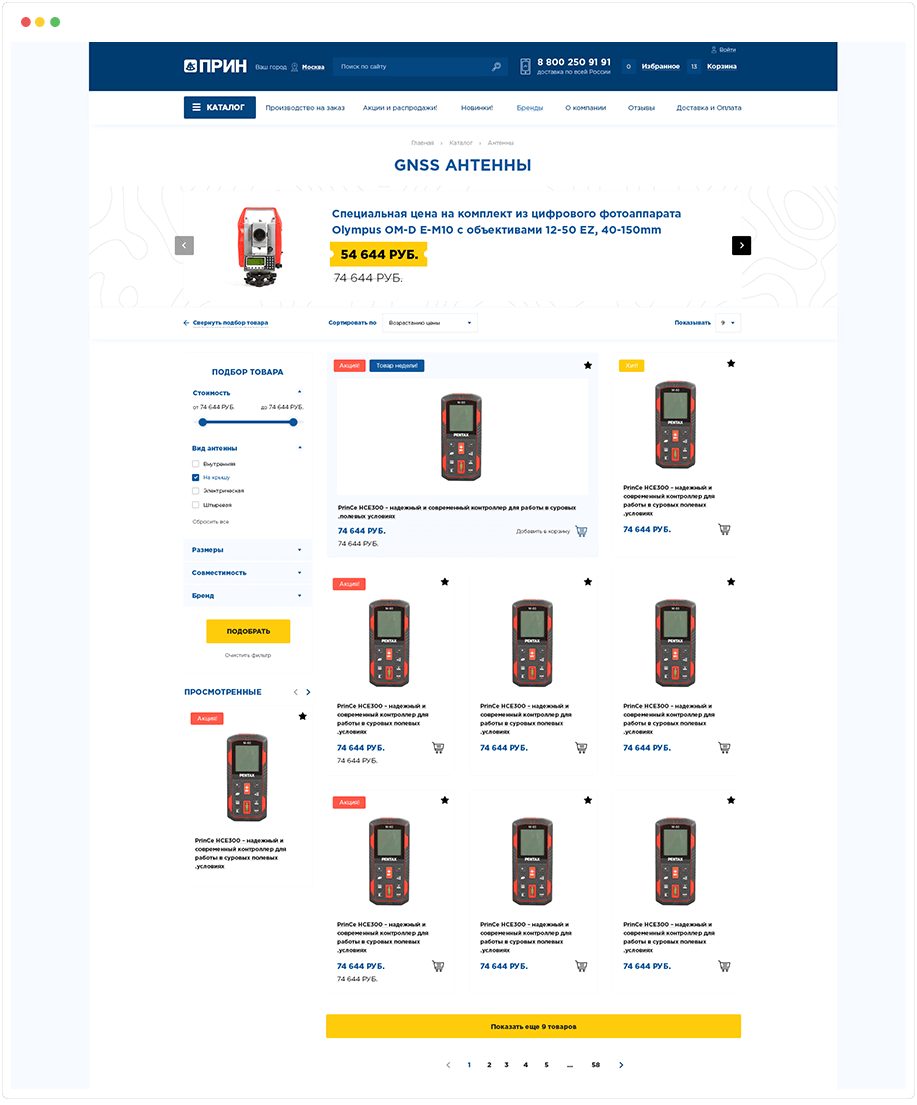 Войти
ПРИН
Ваш город
Москва
Поиск по сайту
8 800 250 91 91
доставка по всей России
0
Избранное
13
Корзина
КАТАЛОГ
Производство на заказ
Акции и распродажи!
Новинки!
Бренды
О компании
Отзывы
Доставка и Оплата
Главная › Каталог › Антенны
GNSS АНТЕННЫ
Специальная цена на комплект из цифрового фотоаппарата
Olympus OM-D E-M10 с объективами 12-50 EZ, 40-150mm
54 644 РУБ.
74 644 РУБ.
Свернуть подбор товара
Сортировать по
Возрастанию цены
Показывать
9
ПОДБОР ТОВАРА
Стоимость
от 74 644 РУБ.
до 74 644 РУБ.
Вид антенны
Внутренняя
На крышу
Электрическая
Штыревая
Сбросить все
Размеры
Совместимость
Бренд
ПОДОБРАТЬ
Очистить фильтр
ПРОСМОТРЕННЫЕ
Акция!
PENTAX
PrinCe HCE300 – надежный и
современный контроллер для
работы в суровых полевых
.условиях
Акция!
Товар недели!
PENTAX
PrinCe HCE300 – надежный и современный контроллер для работы в суровых
.полевых условиях
74 644 РУБ.
Добавить в корзину
74 644 РУБ.
Хит!
PENTAX
PrinCe HCE300 – надежный и
современный контроллер для
работы в суровых полевых
.условиях
74 644 РУБ.
Акция!
PENTAX
PrinCe HCE300 – надежный и
современный контроллер для
работы в суровых полевых
.условиях
74 644 РУБ.
74 644 РУБ.
PENTAX
PrinCe HCE300 – надежный и
современный контроллер для
работы в суровых полевых
.условиях
74 644 РУБ.
PENTAX
PrinCe HCE300 – надежный и
современный контроллер для
работы в суровых полевых
.условиях
74 644 РУБ.
Акция!
PENTAX
PrinCe HCE300 – надежный и
современный контроллер для
работы в суровых полевых
.условиях
74 644 РУБ.
74 644 РУБ.
PENTAX
PrinCe HCE300 – надежный и
современный контроллер для
работы в суровых полевых
.условиях
74 644 РУБ.
PENTAX
PrinCe HCE300 – надежный и
современный контроллер для
работы в суровых полевых
.условиях
74 644 РУБ.
Показать еще 9 товаров
1 2 3 4 5 ... 58